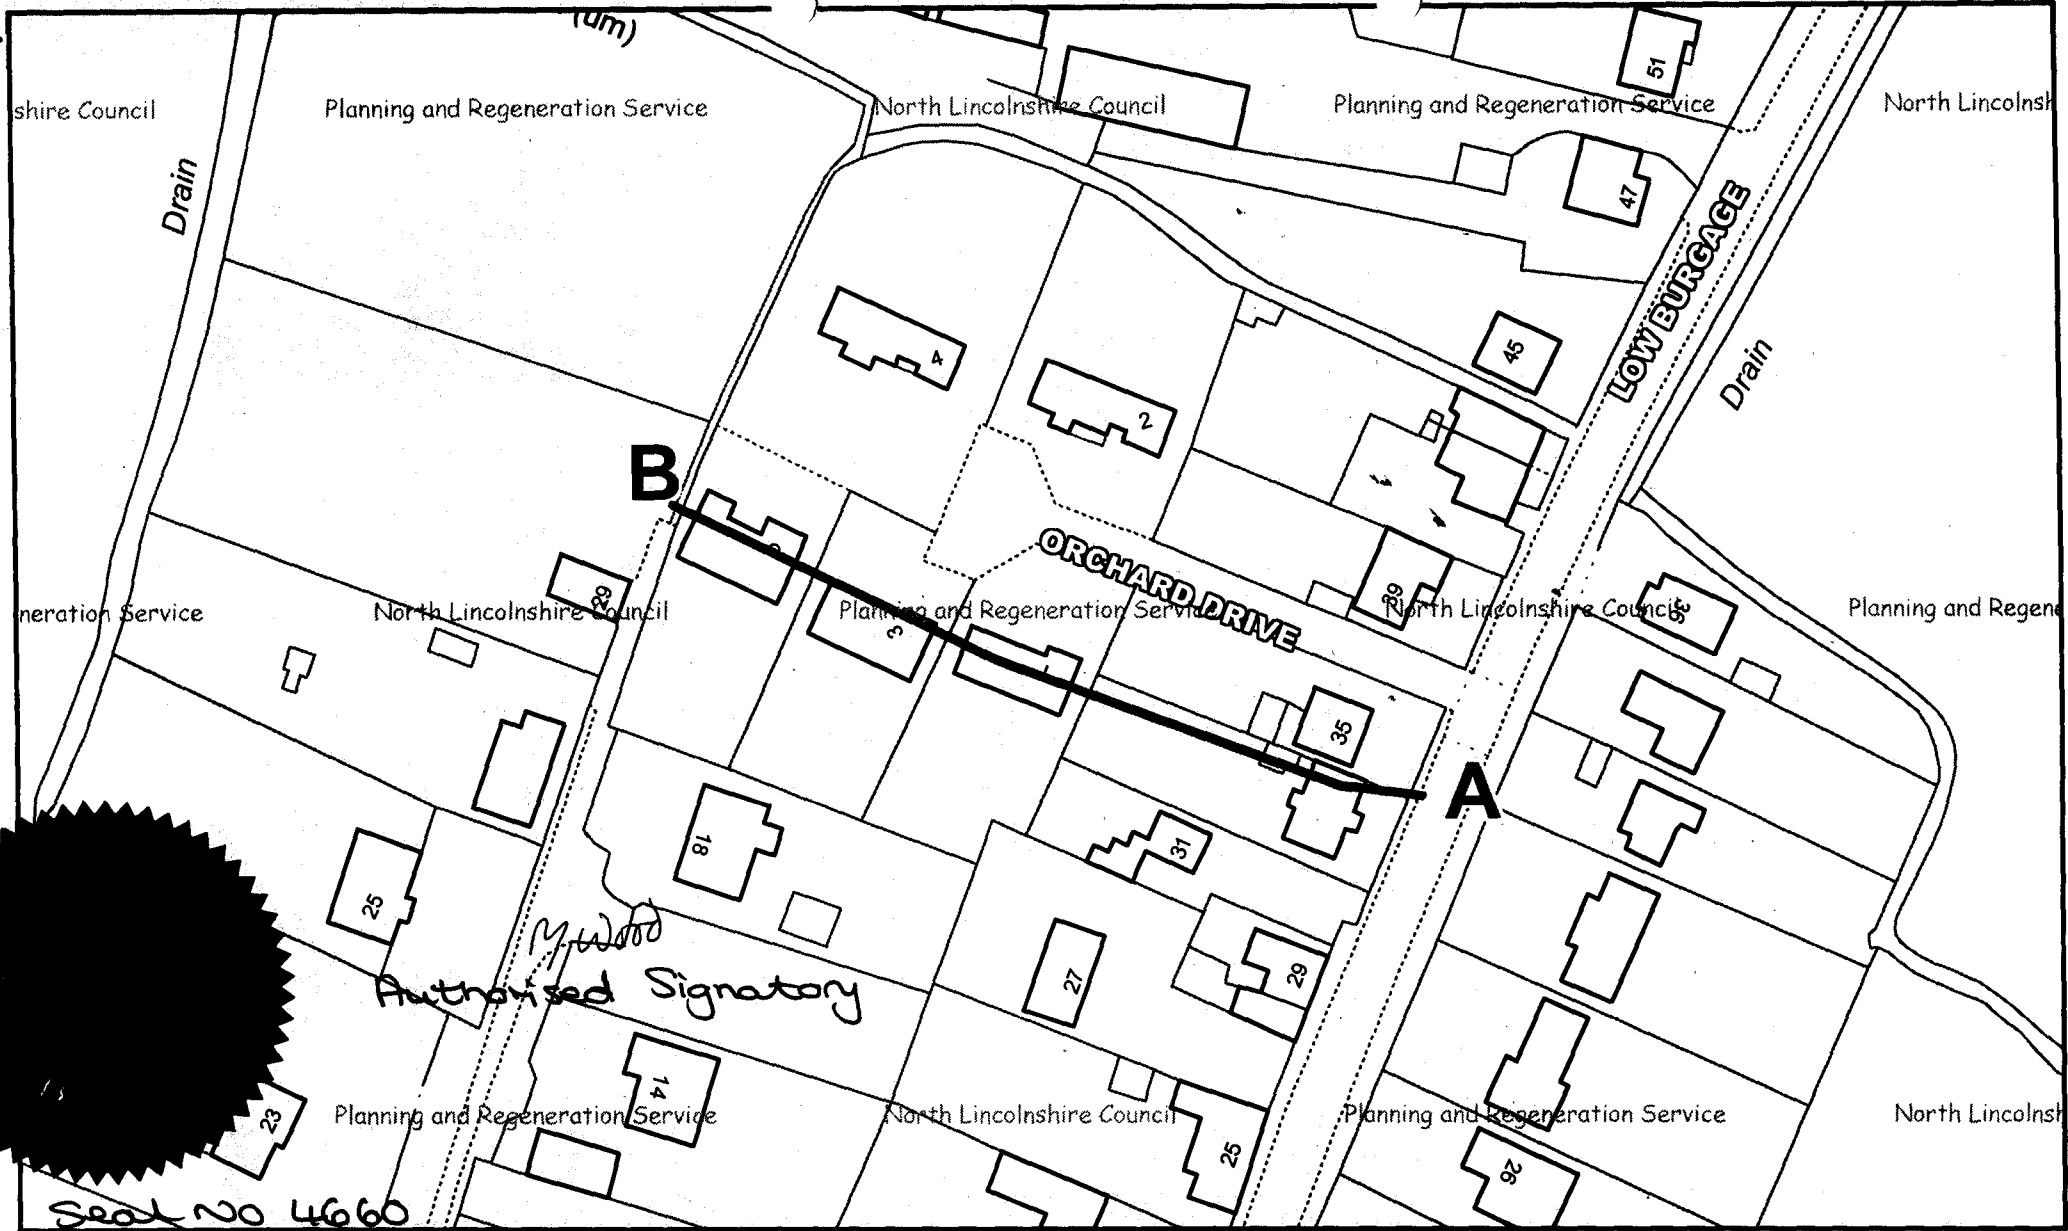 (um)
51
shire Council
Planning and Regeneration Service
North Lincolnshire Council
Planning and Regeneration Service
North Lincolnsh
Drain
47
LOW BURGAGE
4
45
Drain
2
B
ORCHARD DRIVE
29
39
36
neration Service
North Lincolnshire Council
Planning and Regeneration Service
North Lincolnshire Council
Planning and Regene
3
35
A
18
31
25
M. Wood
Authorised Signatory
27
29
14
23
Planning and Regeneration Service
North Lincolnshire Council
Planning and Regeneration Service
North Lincolnsh
25
26
Seal No 4660